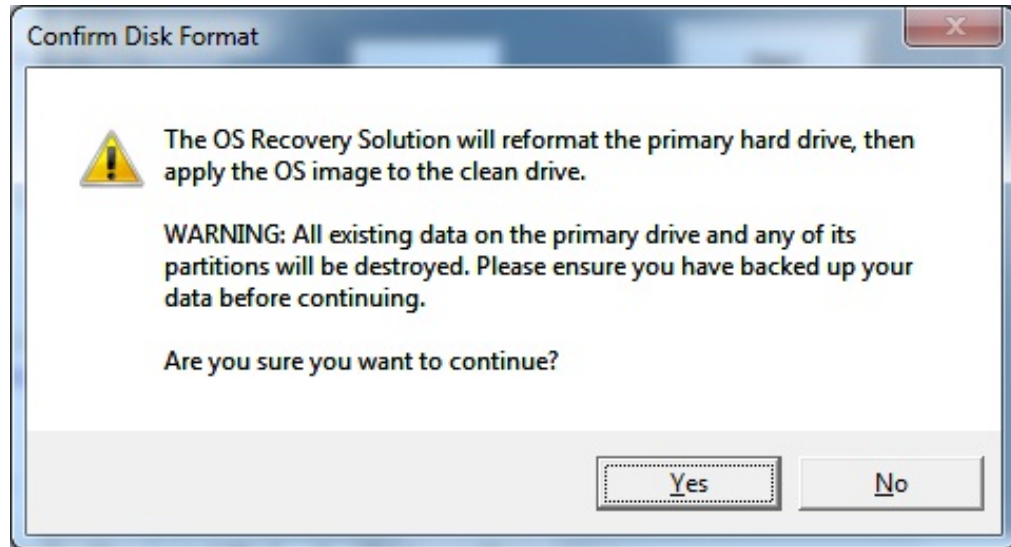 Confirm Disk Format
The OS Recovery Solution will reformat the primary hard drive, then
apply the OS image to the clean drive.
WARNING: All existing data on the primary drive and any of its
partitions will be destroyed. Please ensure you have backed up your
data before continuing.
Are you sure you want to continue?
Yes
No